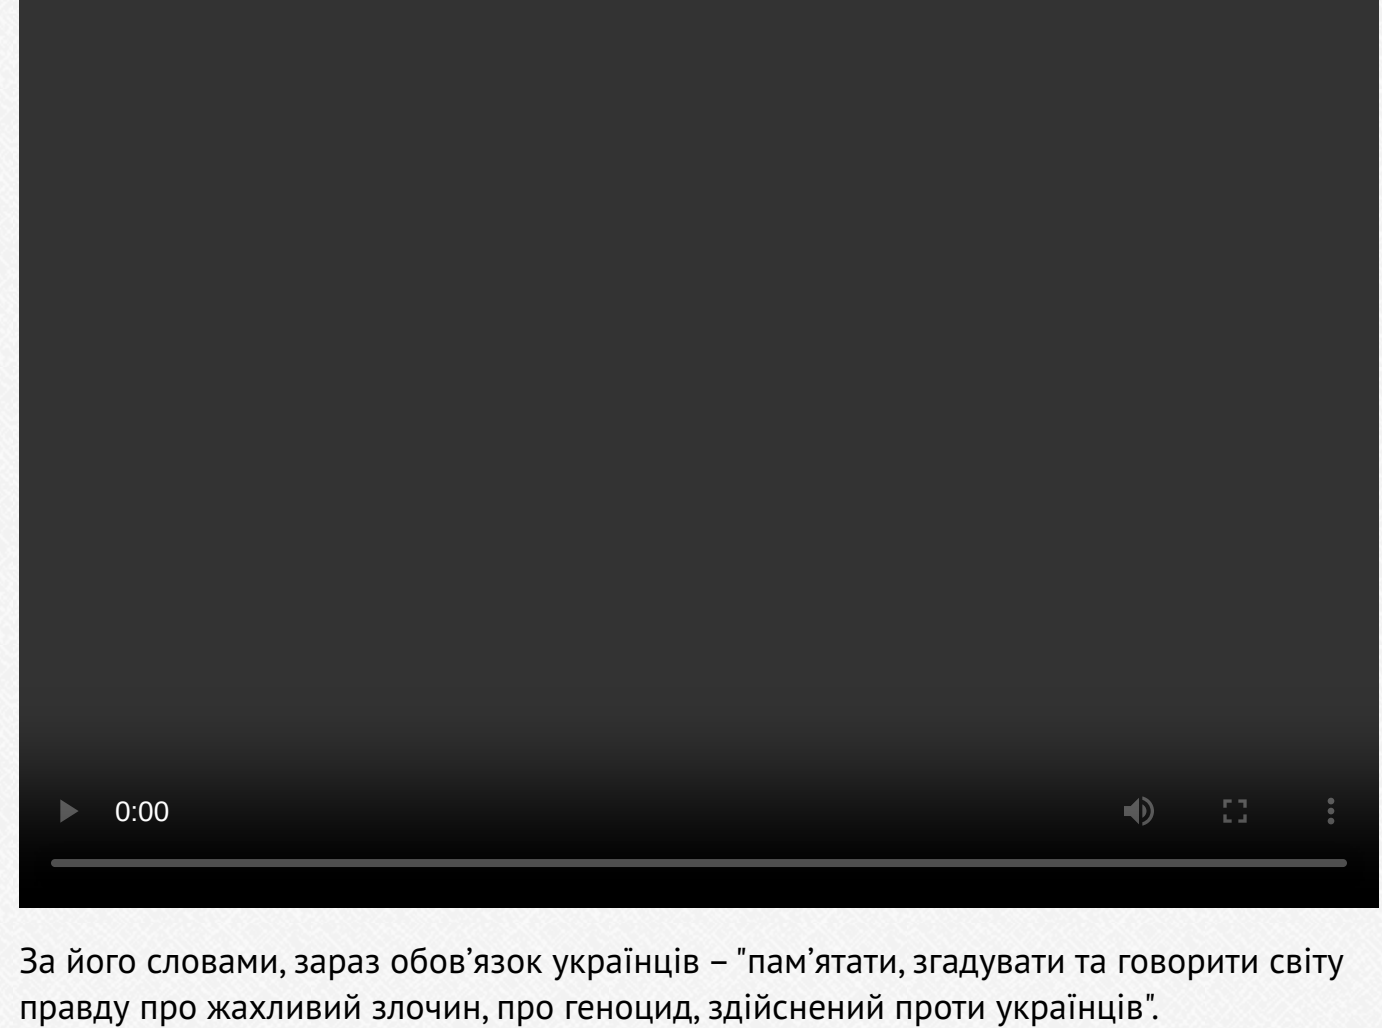 0:00
За його словами, зараз обов’язок українців – "пам’ятати, згадувати та говорити світу
правду про жахливий злочин, про геноцид, здійснений проти українців".